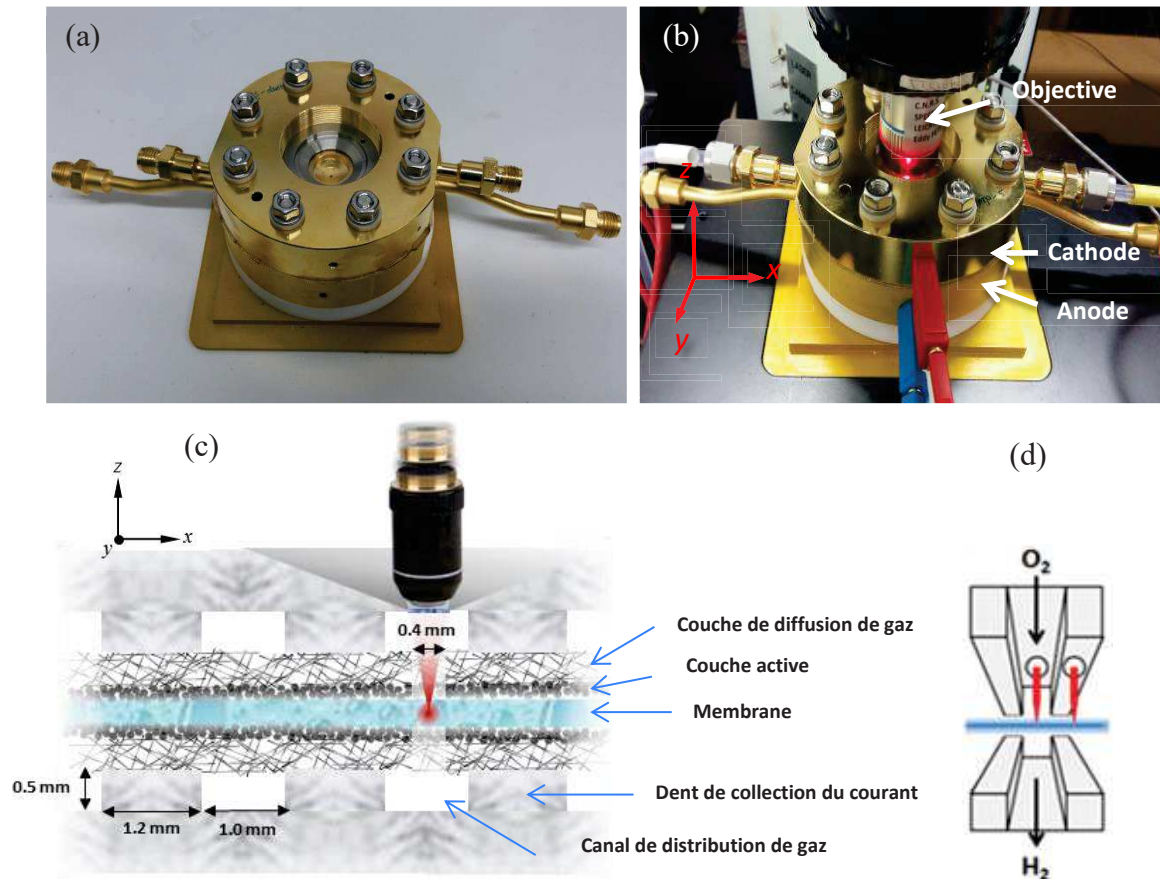 (a)
(b)
LASER
Objective
C.N.R.S
z
x
y
Cathode
Anode
(c)
(d)
z
y
x
0.4 mm
Couche de diffusion de gaz
Couche active
Membrane
0.5 mm
1.2 mm
1.0 mm
Dent de collection du courant
Canal de distribution de gaz
O₂
H₂